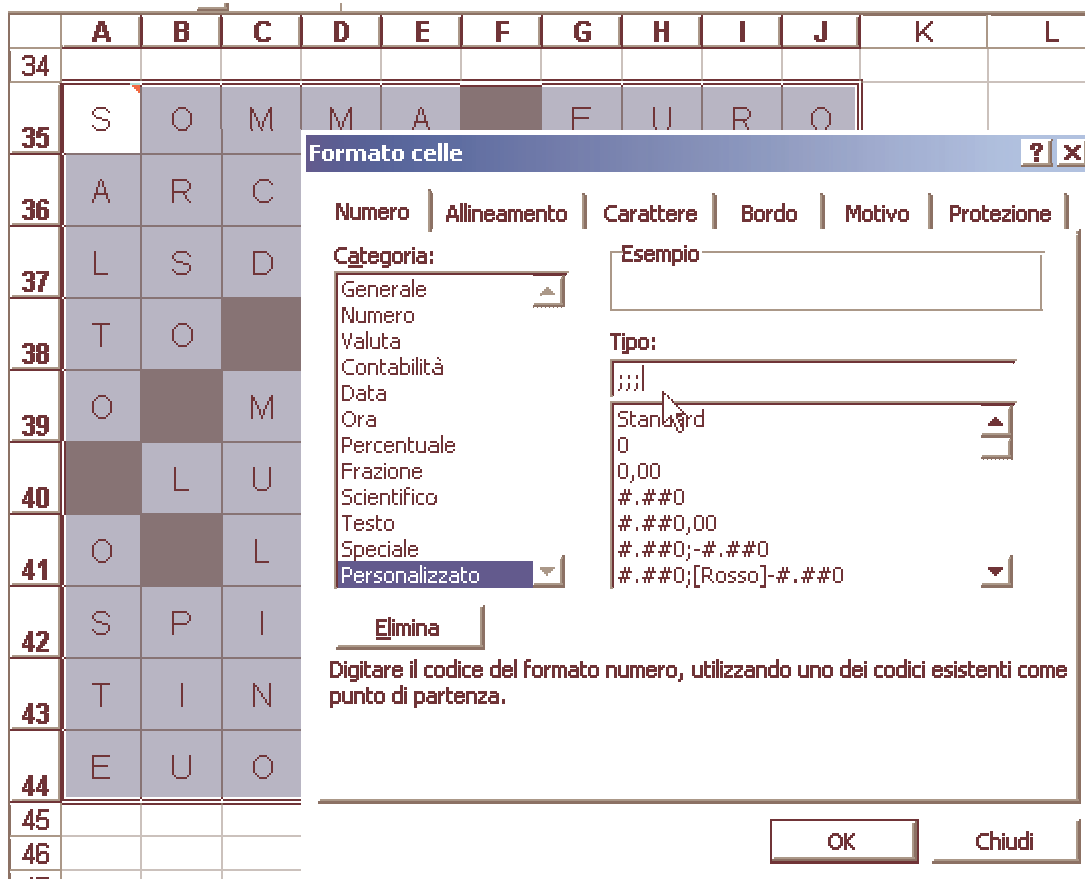 A B C D E F G H I J K L
34
35 S O M M A E U R O
36 A R C
37 L S D
38 T O
39 O M
40 L U
41 O L
42 S P I
43 T I N
44 E U O
45
46
Formato celle
Numero Allineamento Carattere Bordo Motivo Protezione
Categoria:
Generale
Numero
Valuta
Contabilità
Data
Ora
Percentuale
Frazione
Scientifico
Testo
Speciale
Personalizzato
Elimina
Esempio
Tipo:
;;;
Standard
0
0,00
#.##0
#.##0,00
#.##0;-#.##0
#.##0;[Rosso]-#.##0
Digitare il codice del formato numero, utilizzando uno dei codici esistenti come
punto di partenza.
OK Chiudi